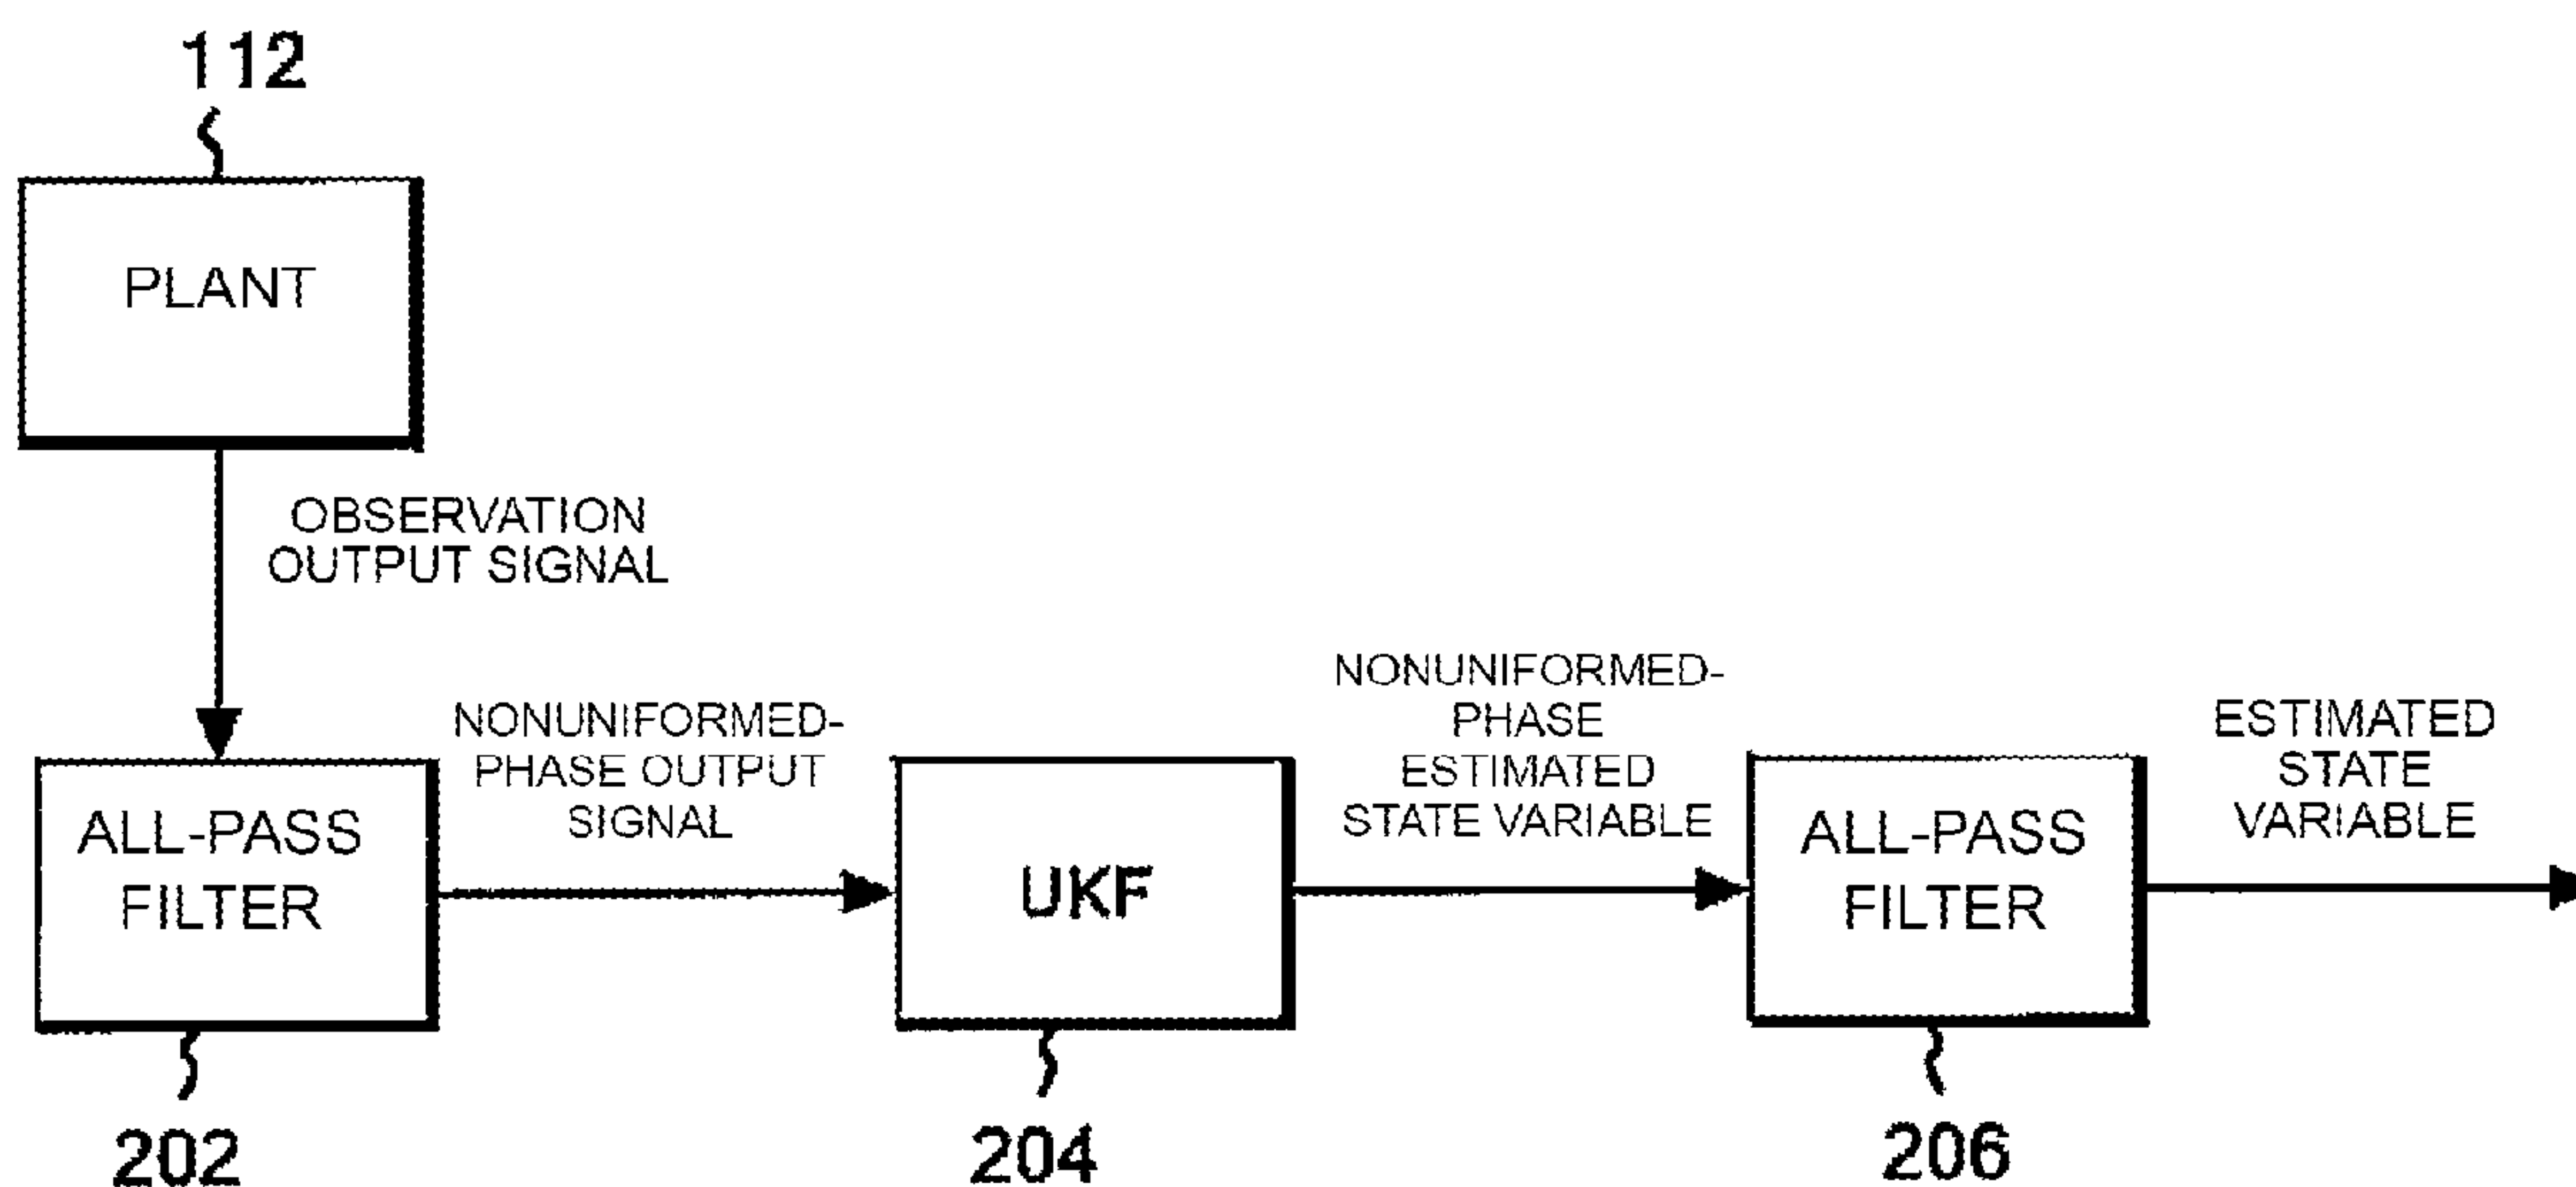 112
PLANT
OBSERVATION
OUTPUT SIGNAL
NONUNIFORMED-
PHASE OUTPUT
SIGNAL
NONUNIFORMED-
PHASE
ESTIMATED
STATE VARIABLE
ESTIMATED
STATE
VARIABLE
ALL-PASS
FILTER
UKF
ALL-PASS
FILTER
202
204
206